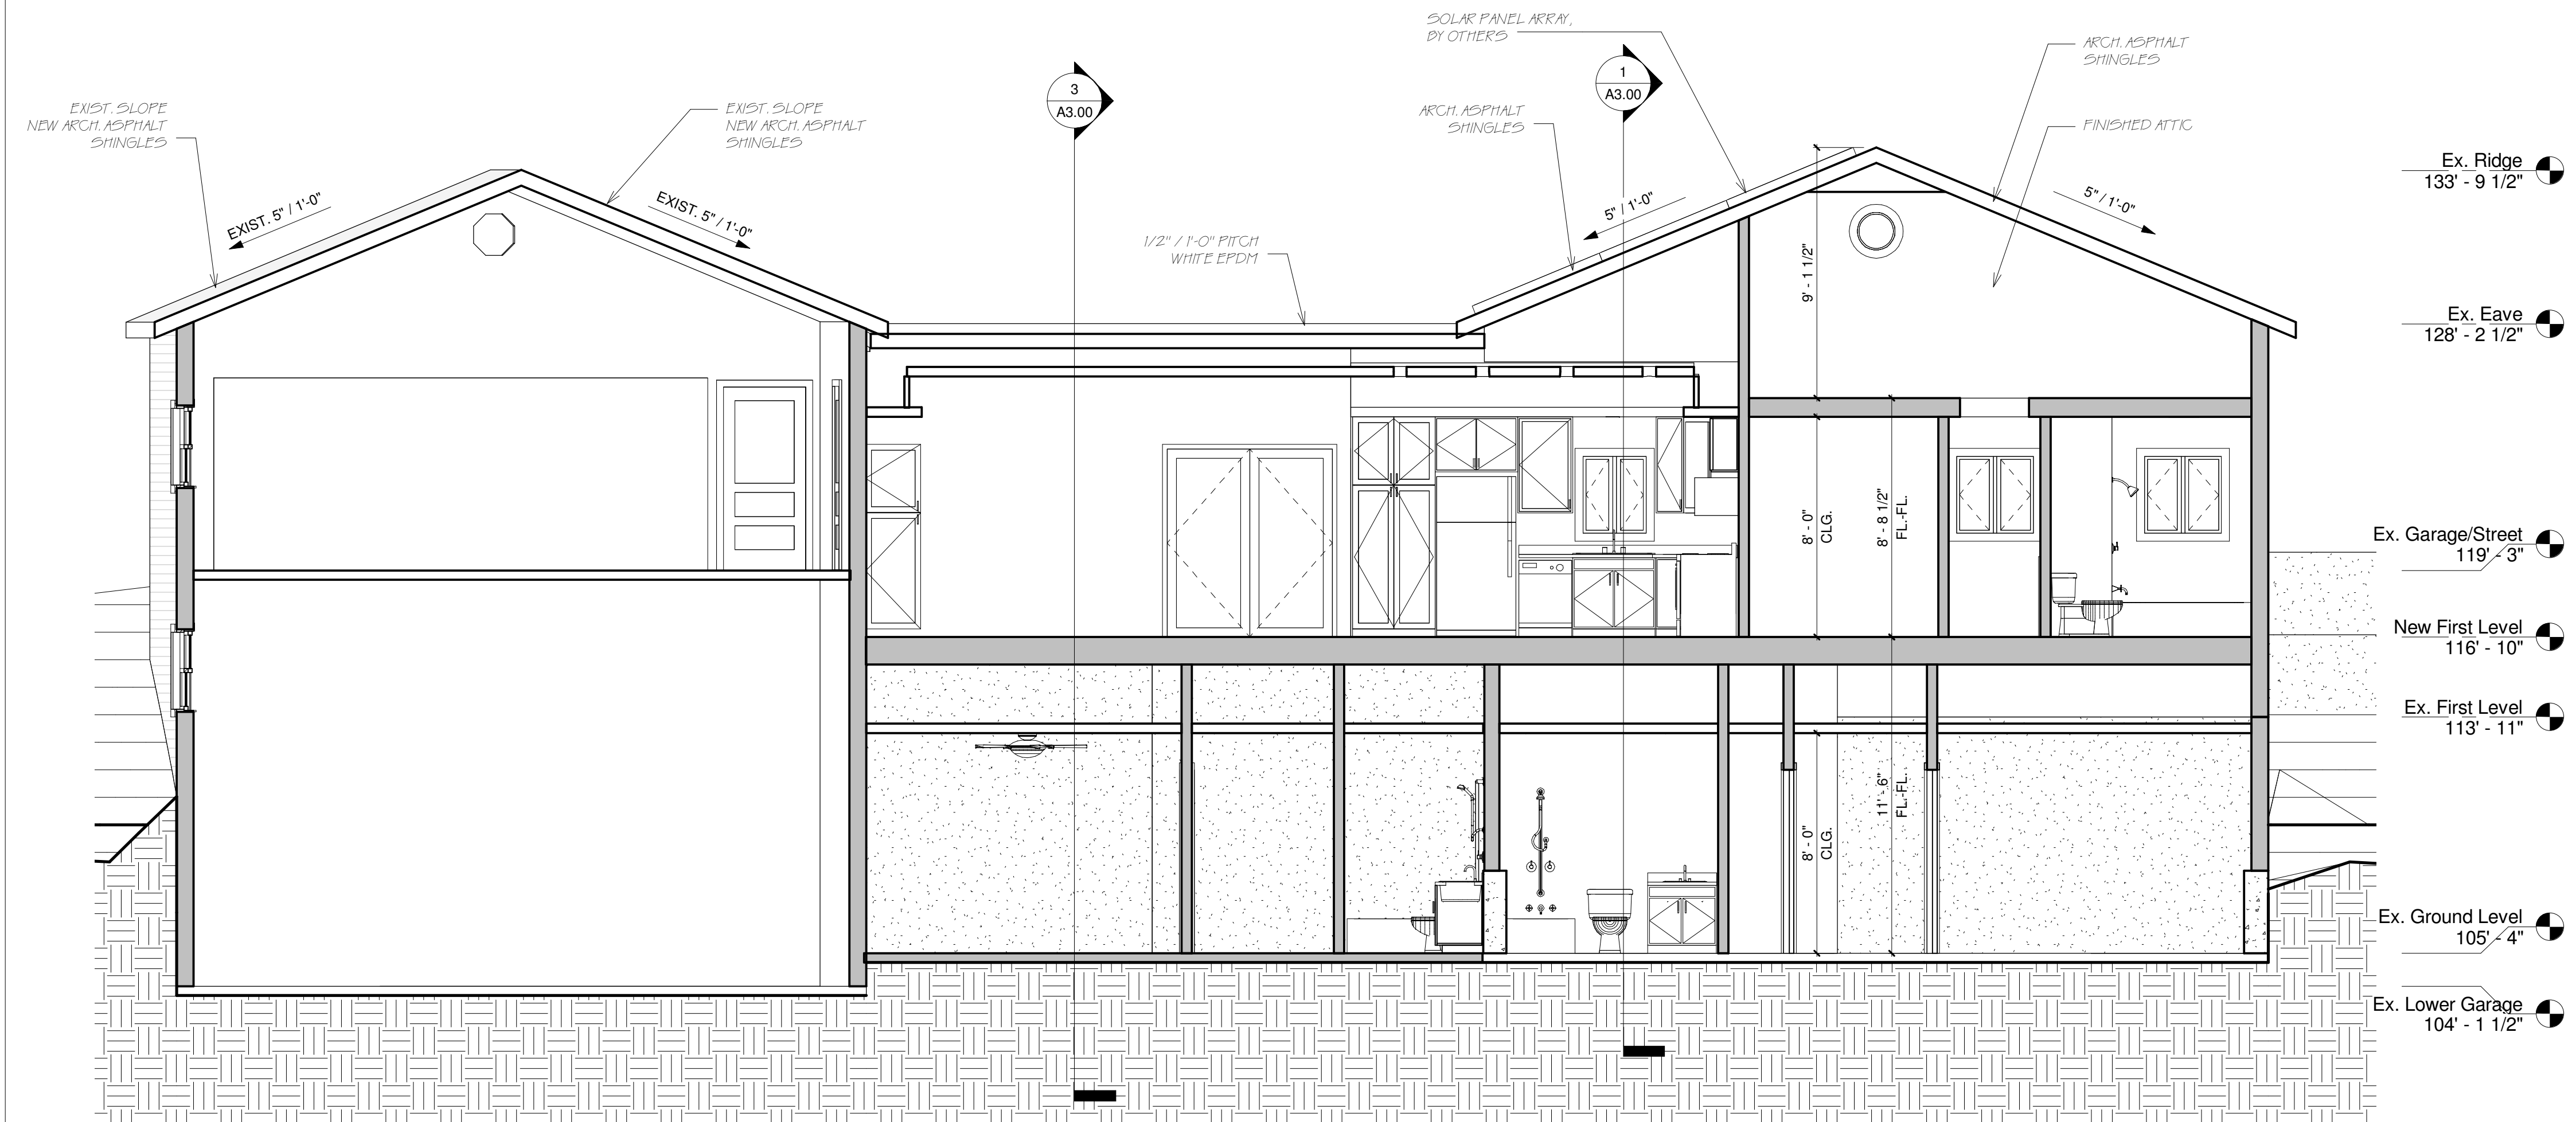 SOLAR PANEL ARRAY,
BY OTHERS
ARCH. ASPHALT
SHINGLES
3
A3.00
1
A3.00
EXIST. SLOPE
NEW ARCH. ASPHALT
SHINGLES
EXIST. SLOPE
NEW ARCH. ASPHALT
SHINGLES
ARCH. ASPHALT
SHINGLES
FINISHED ATTIC
EXIST. 5" / 1'-0"
EXIST. 5" / 1'-0"
5" / 1'-0"
5" / 1'-0"
1/2" / 1'-0" PITCH
WHITE EPDM
9' - 1 1/2"
8' - 0"
CLG.
8' - 8 1/2"
FL.-FL.
8' - 0"
CLG.
11' - 6"
FL.-FL.
Ex. Ridge
133' - 9 1/2"
Ex. Eave
128' - 2 1/2"
Ex. Garage/Street
119' - 3"
New First Level
116' - 10"
Ex. First Level
113' - 11"
Ex. Ground Level
105' - 4"
Ex. Lower Garage
104' - 1 1/2"